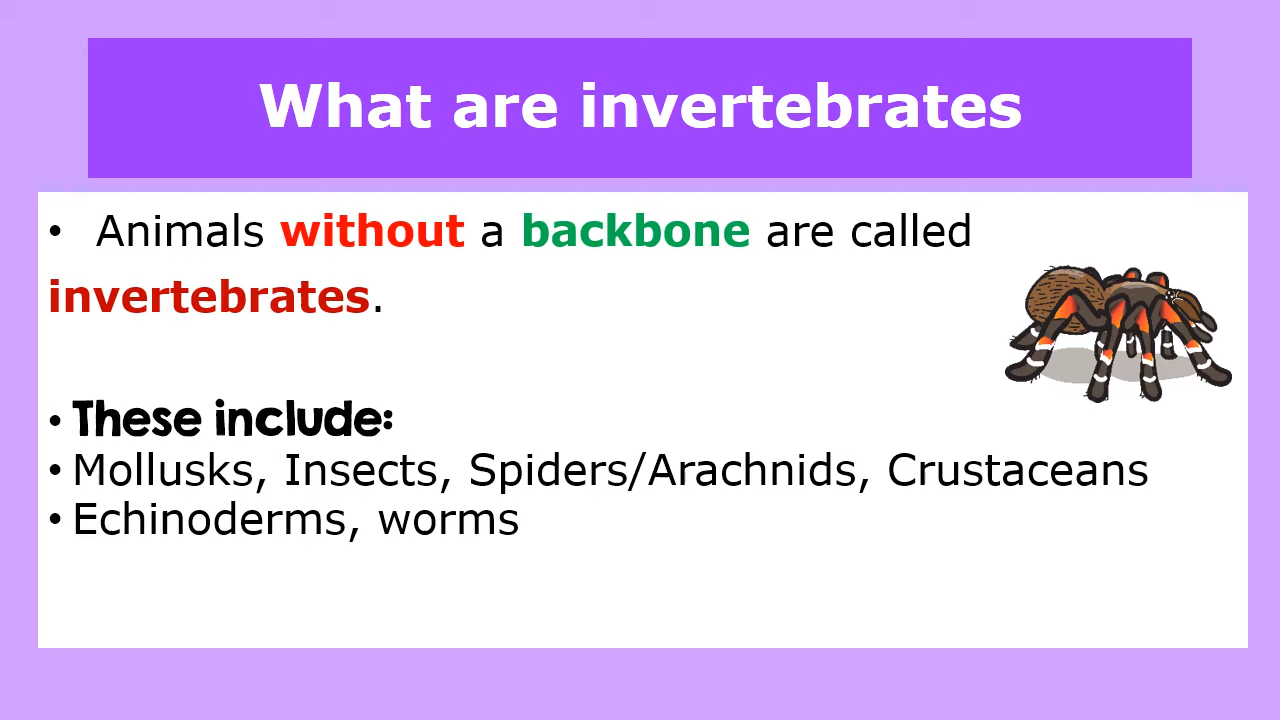 What are invertebrates
• Animals without a backbone are called
invertebrates.
• These include:
• Mollusks, Insects, Spiders/Arachnids, Crustaceans
• Echinoderms, worms